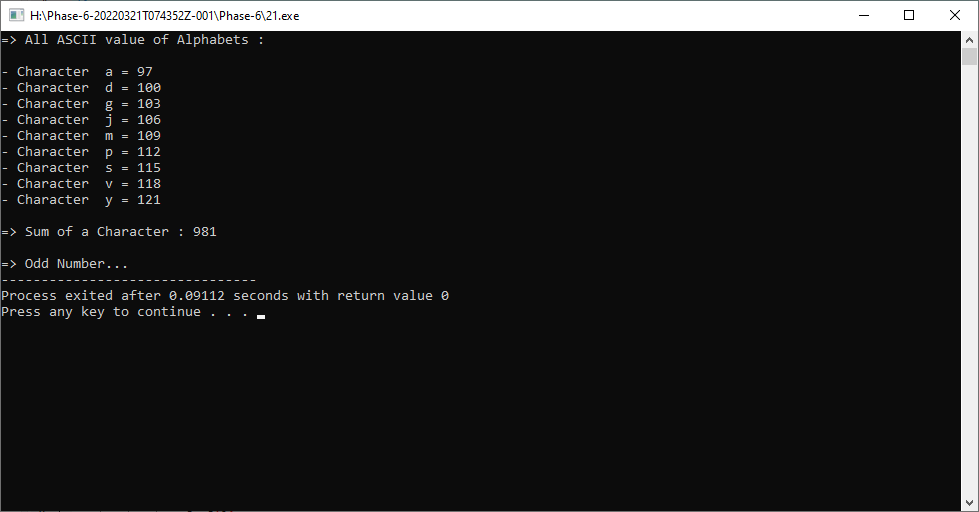 H:\Phase-6-20220321T074352Z-001\Phase-6\21.exe
=> All ASCII value of Alphabets :
- Character  a = 97
- Character  d = 100
- Character  g = 103
- Character  j = 106
- Character  m = 109
- Character  p = 112
- Character  s = 115
- Character  v = 118
- Character  y = 121
=> Sum of a Character : 981
=> Odd Number...
--------------------------------
Process exited after 0.09112 seconds with return value 0
Press any key to continue . . .